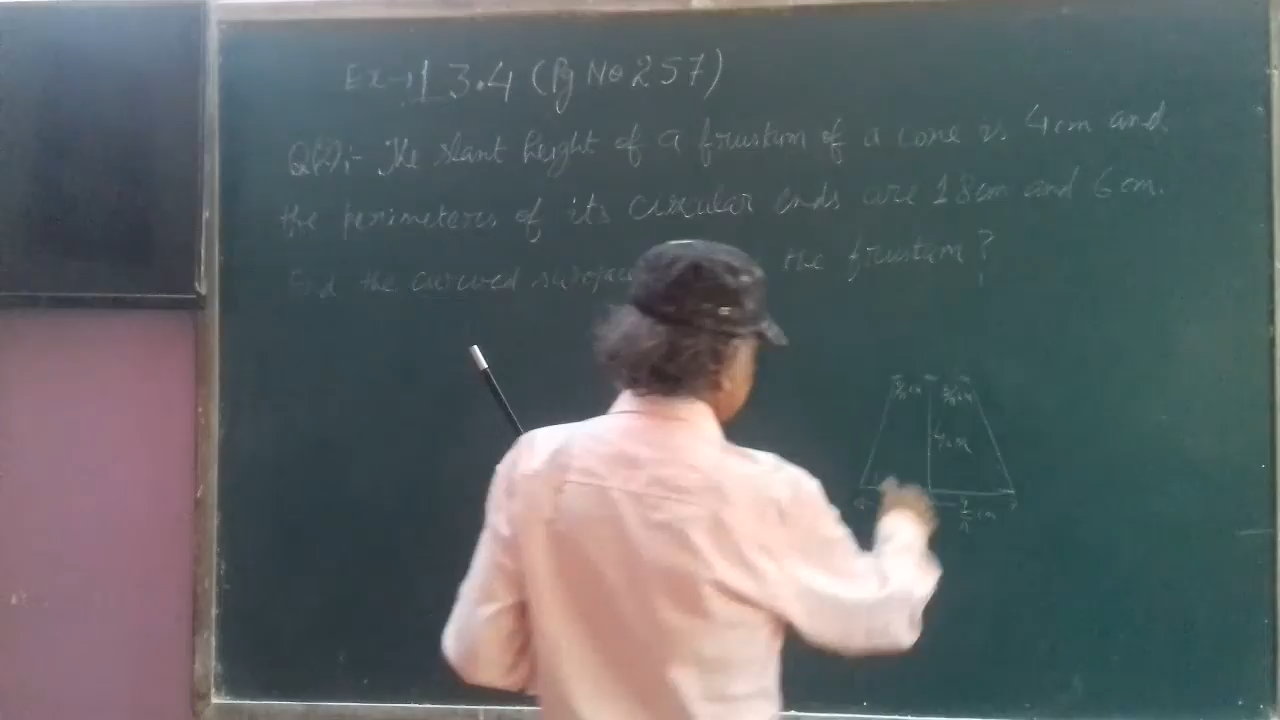 Ex-:13.4 (Pg No 257)
Q(2):- The slant height of a frustum of a cone is 4cm and
the perimeters of its circular ends are 18cm and 6cm.
Find the curved surface the frustum?
4cm